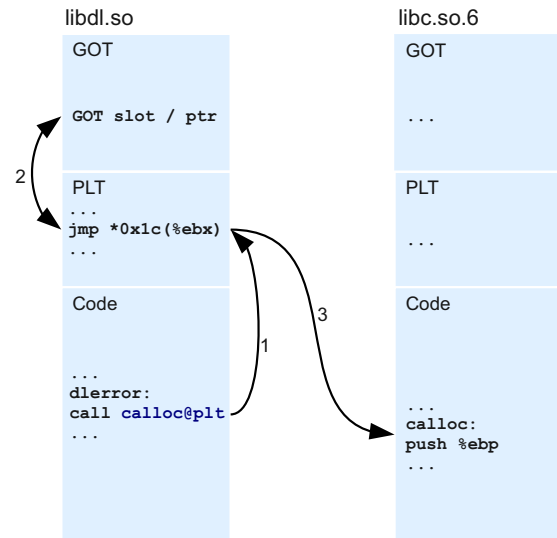 libdl.so
GOT
GOT slot / ptr
2
PLT
...
jmp *0x1c(%ebx)
...
Code
1
...
dlerror:
call calloc@plt
...
3
libc.so.6
GOT
...
PLT
...
Code
...
calloc:
push %ebp
...